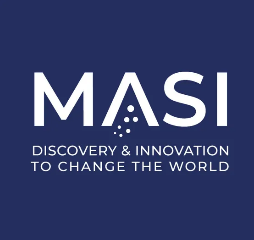 MASI
DISCOVERY & INNOVATION
TO CHANGE THE WORLD